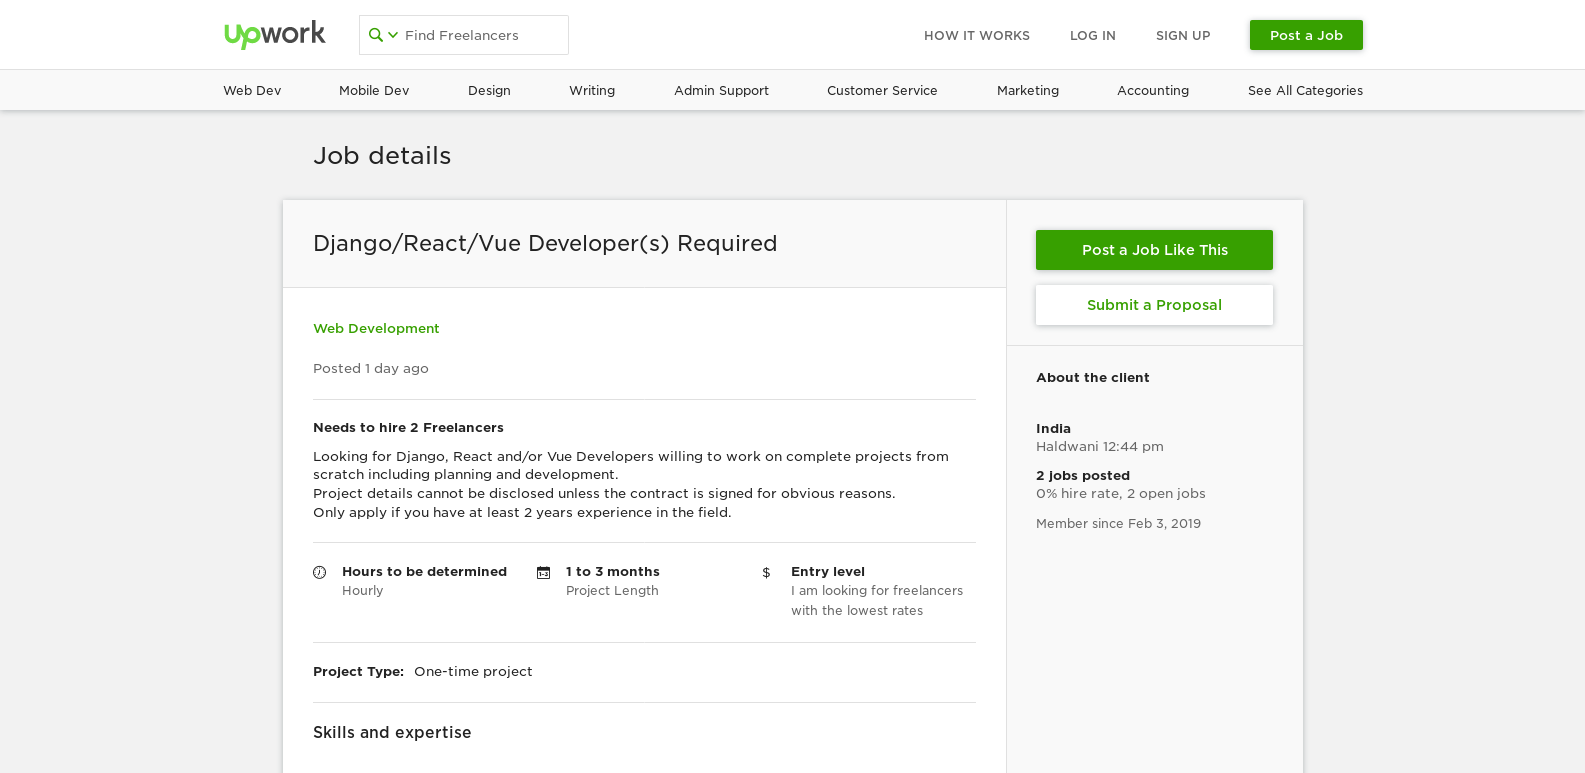 upwork
Find Freelancers
HOW IT WORKS
LOG IN
SIGN UP
Post a Job
Web Dev
Mobile Dev
Design
Writing
Admin Support
Customer Service
Marketing
Accounting
See All Categories
Job details
Django/React/Vue Developer(s) Required
Web Development
Posted 1 day ago
Needs to hire 2 Freelancers
Looking for Django, React and/or Vue Developers willing to work on complete projects from
scratch including planning and development.
Project details cannot be disclosed unless the contract is signed for obvious reasons.
Only apply if you have at least 2 years experience in the field.
Hours to be determined
Hourly
1 to 3 months
Project Length
$
Entry level
I am looking for freelancers
with the lowest rates
Project Type: One-time project
Skills and expertise
Post a Job Like This
Submit a Proposal
About the client
India
Haldwani 12:44 pm
2 jobs posted
0% hire rate, 2 open jobs
Member since Feb 3, 2019